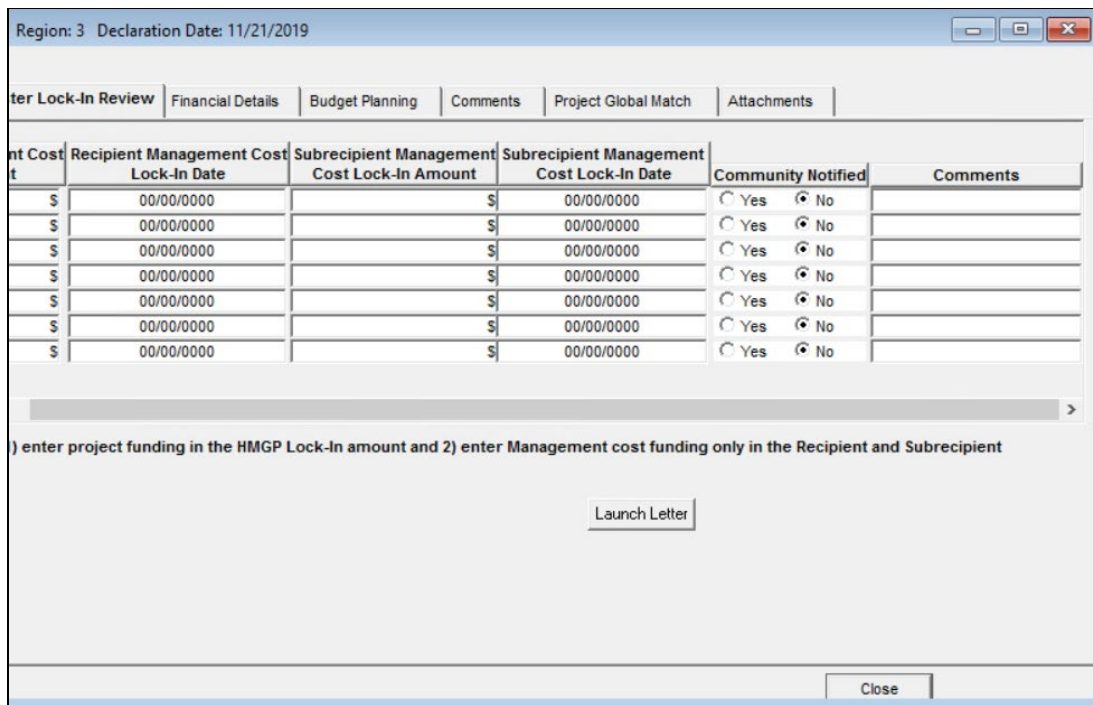 Region: 3 Declaration Date: 11/21/2019
ter Lock-In Review Financial Details Budget Planning Comments Project Global Match Attachments
nt Cost Recipient Management Cost Subrecipient Management Subrecipient Management
t Lock-In Date Cost Lock-In Amount Cost Lock-In Date Community Notified Comments
$ 00/00/0000 $ 00/00/0000 Yes No
$ 00/00/0000 $ 00/00/0000 Yes No
$ 00/00/0000 $ 00/00/0000 Yes No
$ 00/00/0000 $ 00/00/0000 Yes No
$ 00/00/0000 $ 00/00/0000 Yes No
$ 00/00/0000 $ 00/00/0000 Yes No
$ 00/00/0000 $ 00/00/0000 Yes No
) enter project funding in the HMGP Lock-In amount and 2) enter Management cost funding only in the Recipient and Subrecipient
Launch Letter
Close